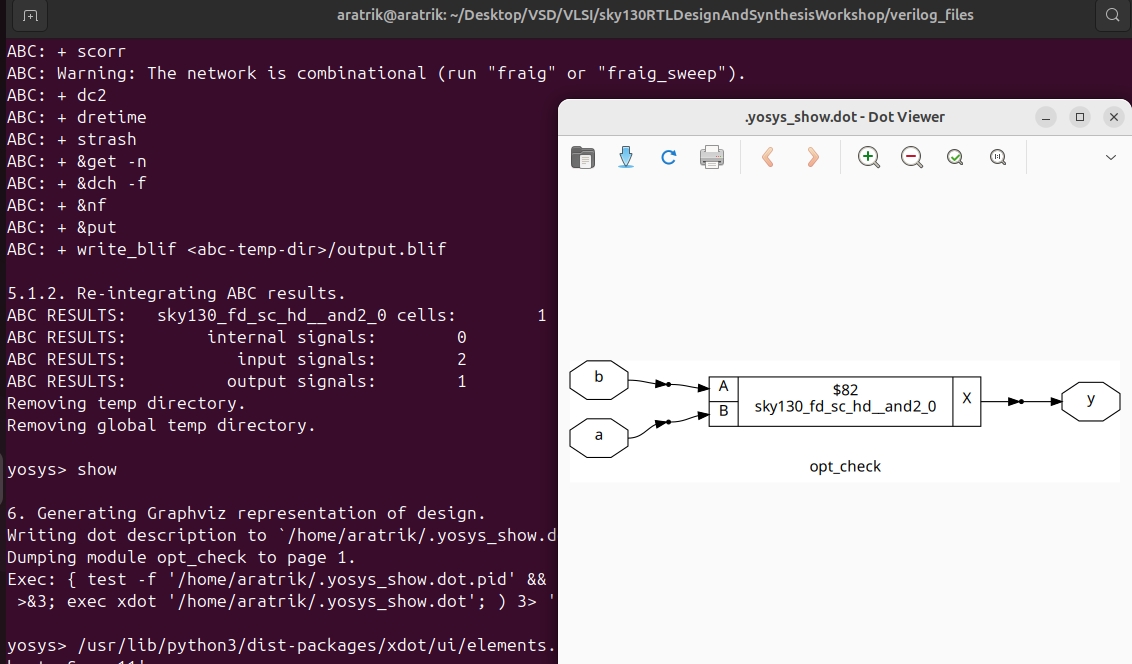 aratrik@aratrik: ~/Desktop/VSD/VLSI/sky130RTLDesignAndSynthesisWorkshop/verilog_files
ABC: + scorr
ABC: Warning: The network is combinational (run "fraig" or "fraig_sweep").
ABC: + dc2
ABC: + dretime
ABC: + strash
ABC: + &get -n
ABC: + &dch -f
ABC: + &nf
ABC: + &put
ABC: + write_blif <abc-temp-dir>/output.blif
5.1.2. Re-integrating ABC results.
ABC RESULTS:   sky130_fd_sc_hd__and2_0 cells:        1
ABC RESULTS:        internal signals:        0
ABC RESULTS:           input signals:        2
ABC RESULTS:          output signals:        1
Removing temp directory.
Removing global temp directory.
yosys> show
6. Generating Graphviz representation of design.
Writing dot description to `/home/aratrik/.yosys_show.d
Dumping module opt_check to page 1.
Exec: { test -f '/home/aratrik/.yosys_show.dot.pid' &&
>&3; exec xdot '/home/aratrik/.yosys_show.dot'; ) 3> '
yosys> /usr/lib/python3/dist-packages/xdot/ui/elements.
.yosys_show.dot - Dot Viewer
b
a
A
B
$82
sky130_fd_sc_hd__and2_0
X
y
opt_check